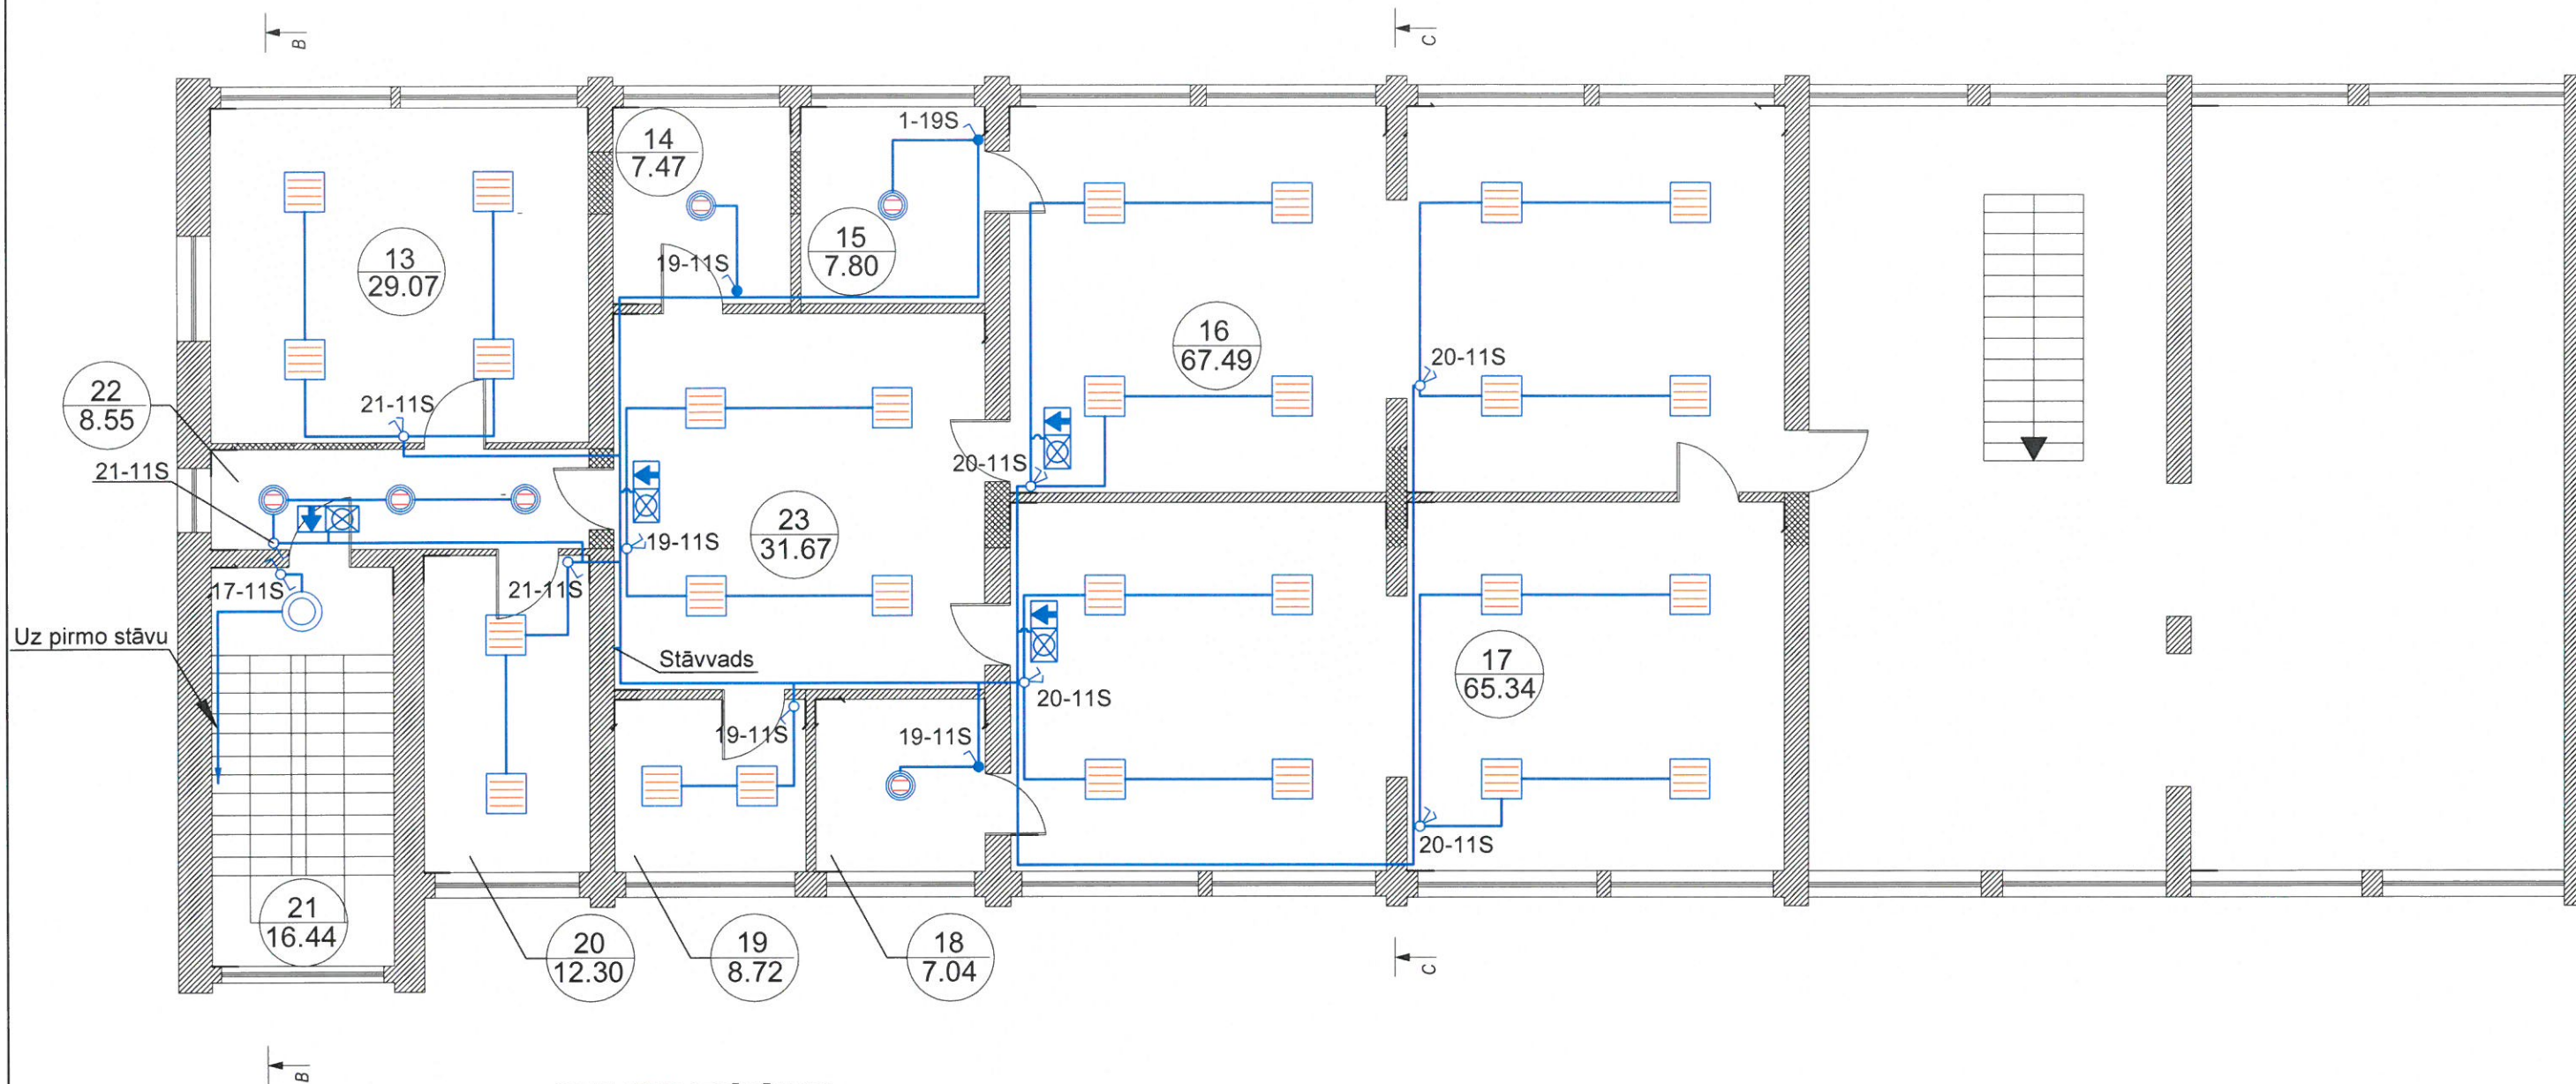 B
C
1-19S
14
7.47
15
7.80
19-11S
13
29.07
16
67.49
20-11S
22
8.55
21-11S
21-11S
20-11S
23
31.67
19-11S
17-11S
21-11S
Uz pirmo stāvu
Stāvvads
17
65.34
20-11S
19-11S
19-11S
20-11S
21
16.44
20
12.30
19
8.72
18
7.04
C
B